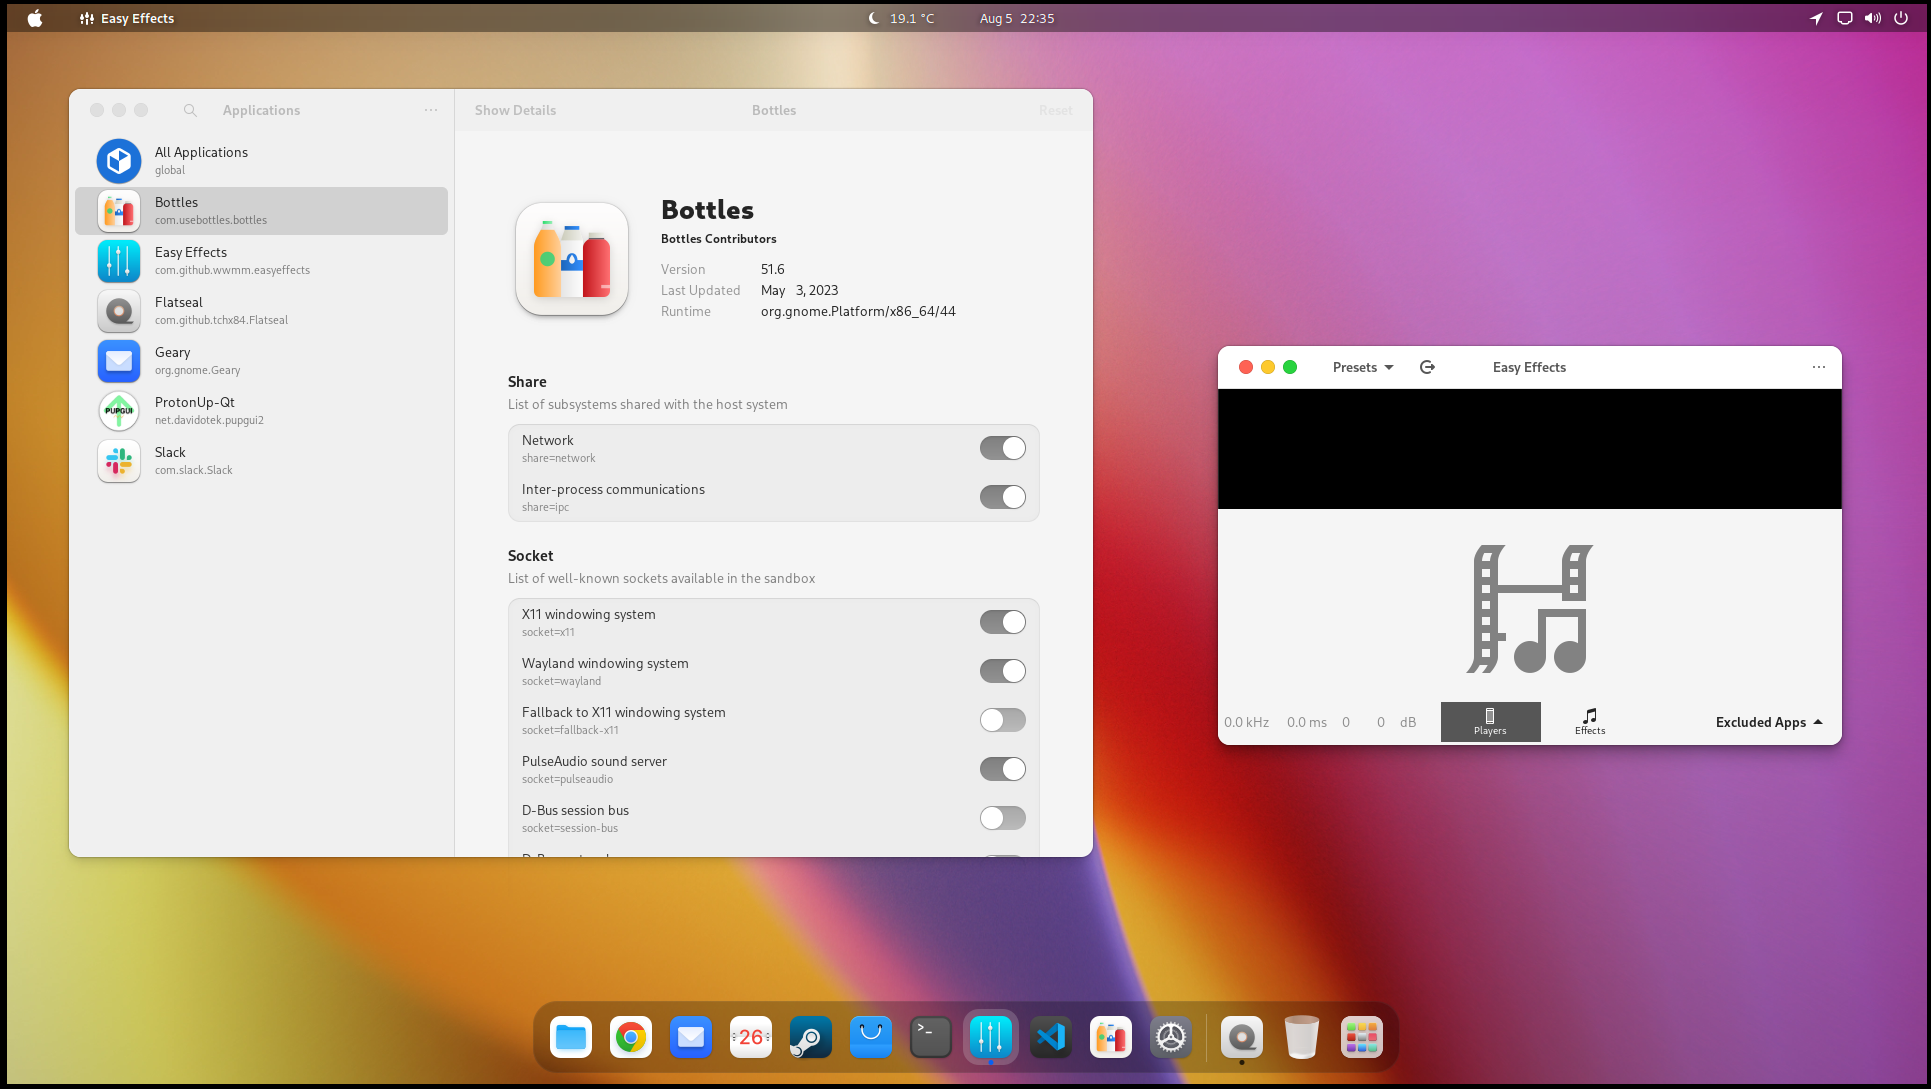 Easy Effects
19.1 °C
Aug 5 22:35
Applications
Show Details
Bottles
Reset
All Applications
global
Bottles
com.usebottles.bottles
Easy Effects
com.github.wwmm.easyeffects
Flatseal
com.github.tchx84.Flatseal
Geary
org.gnome.Geary
PUPGUI
ProtonUp-Qt
net.davidotek.pupgui2
Slack
com.slack.Slack
Bottles
Bottles Contributors
Version 51.6
Last Updated May 3, 2023
Runtime org.gnome.Platform/x86_64/44
Share
List of subsystems shared with the host system
Network
share=network
Inter-process communications
share=ipc
Socket
List of well-known sockets available in the sandbox
X11 windowing system
socket=x11
Wayland windowing system
socket=wayland
Fallback to X11 windowing system
socket=fallback-x11
PulseAudio sound server
socket=pulseaudio
D-Bus session bus
socket=session-bus
Presets
Easy Effects
0.0 kHz 0.0 ms 0 0 dB
Players
Effects
Excluded Apps
26
>_